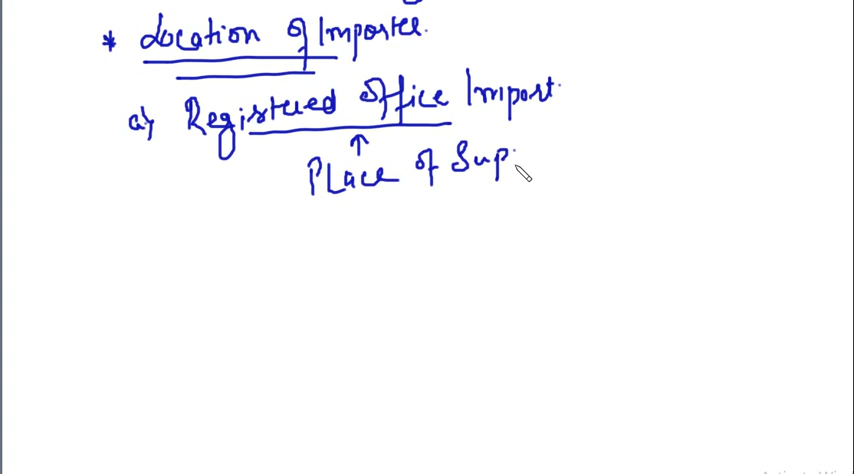 * Location of Importer.
a) Registered Office Import.
↑
Place of Sup